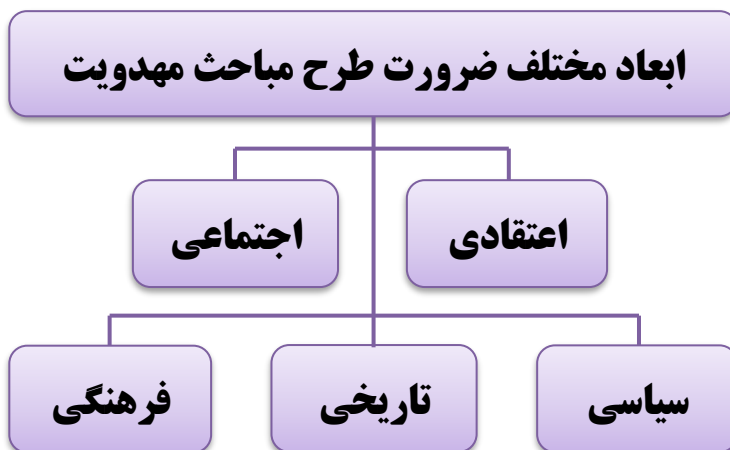 ابعاد مختلف ضرورت طرح مباحث مهدویت
اعتقادی
اجتماعی
سیاسی
تاریخی
فرهنگی